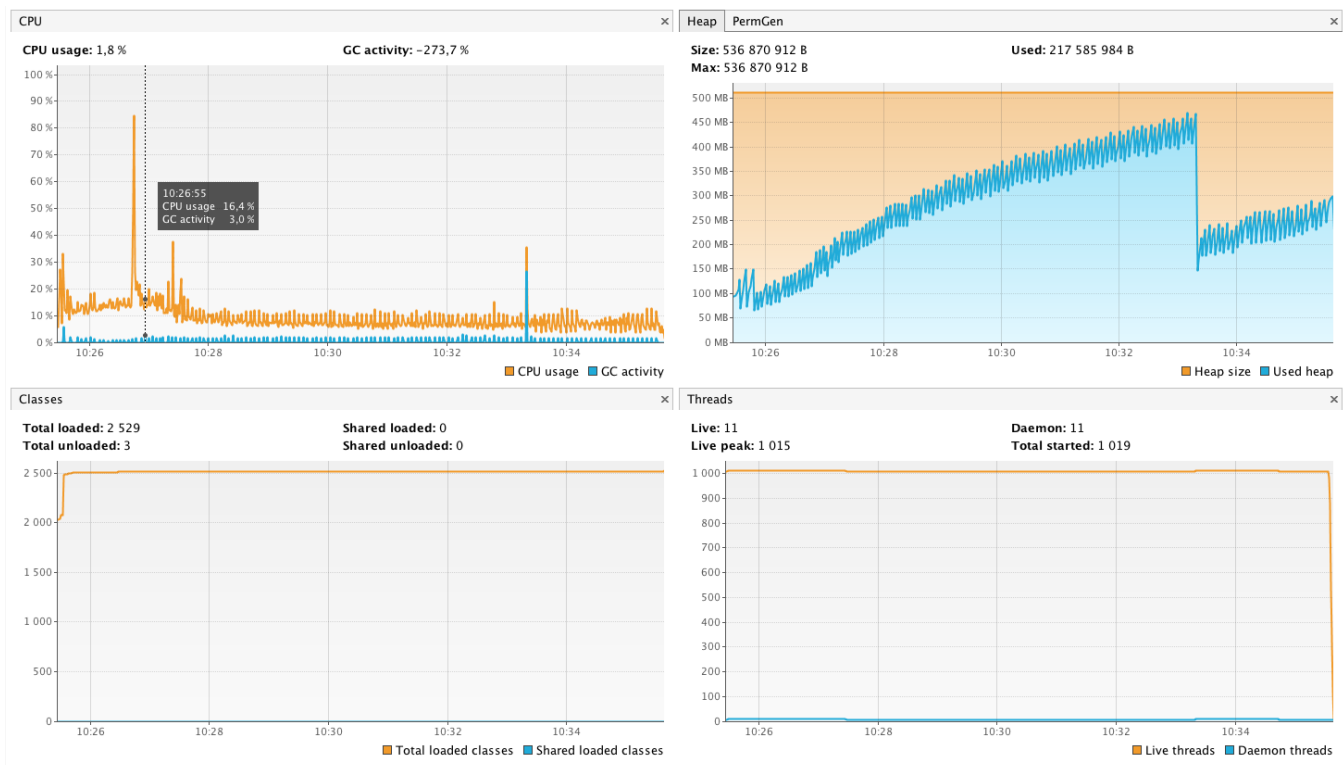 CPU
CPU usage: 1,8 %
GC activity: -273,7 %
100 %
90 %
80 %
70 %
60 %
50 %
40 %
30 %
20 %
10 %
0 %
10:26:55
CPU usage 16,4 %
GC activity 3,0 %
10:26 10:28 10:30 10:32 10:34
CPU usage GC activity
Heap PermGen
Size: 536 870 912 B
Used: 217 585 984 B
Max: 536 870 912 B
500 MB
450 MB
400 MB
350 MB
300 MB
250 MB
200 MB
150 MB
100 MB
50 MB
0 MB
10:26 10:28 10:30 10:32 10:34
Heap size Used heap
Classes
Total loaded: 2 529
Shared loaded: 0
Total unloaded: 3
Shared unloaded: 0
2 500
2 000
1 500
1 000
500
0
10:26 10:28 10:30 10:32 10:34
Total loaded classes Shared loaded classes
Threads
Live: 11
Daemon: 11
Live peak: 1 015
Total started: 1 019
1 000
900
800
700
600
500
400
300
200
100
0
10:26 10:28 10:30 10:32 10:34
Live threads Daemon threads